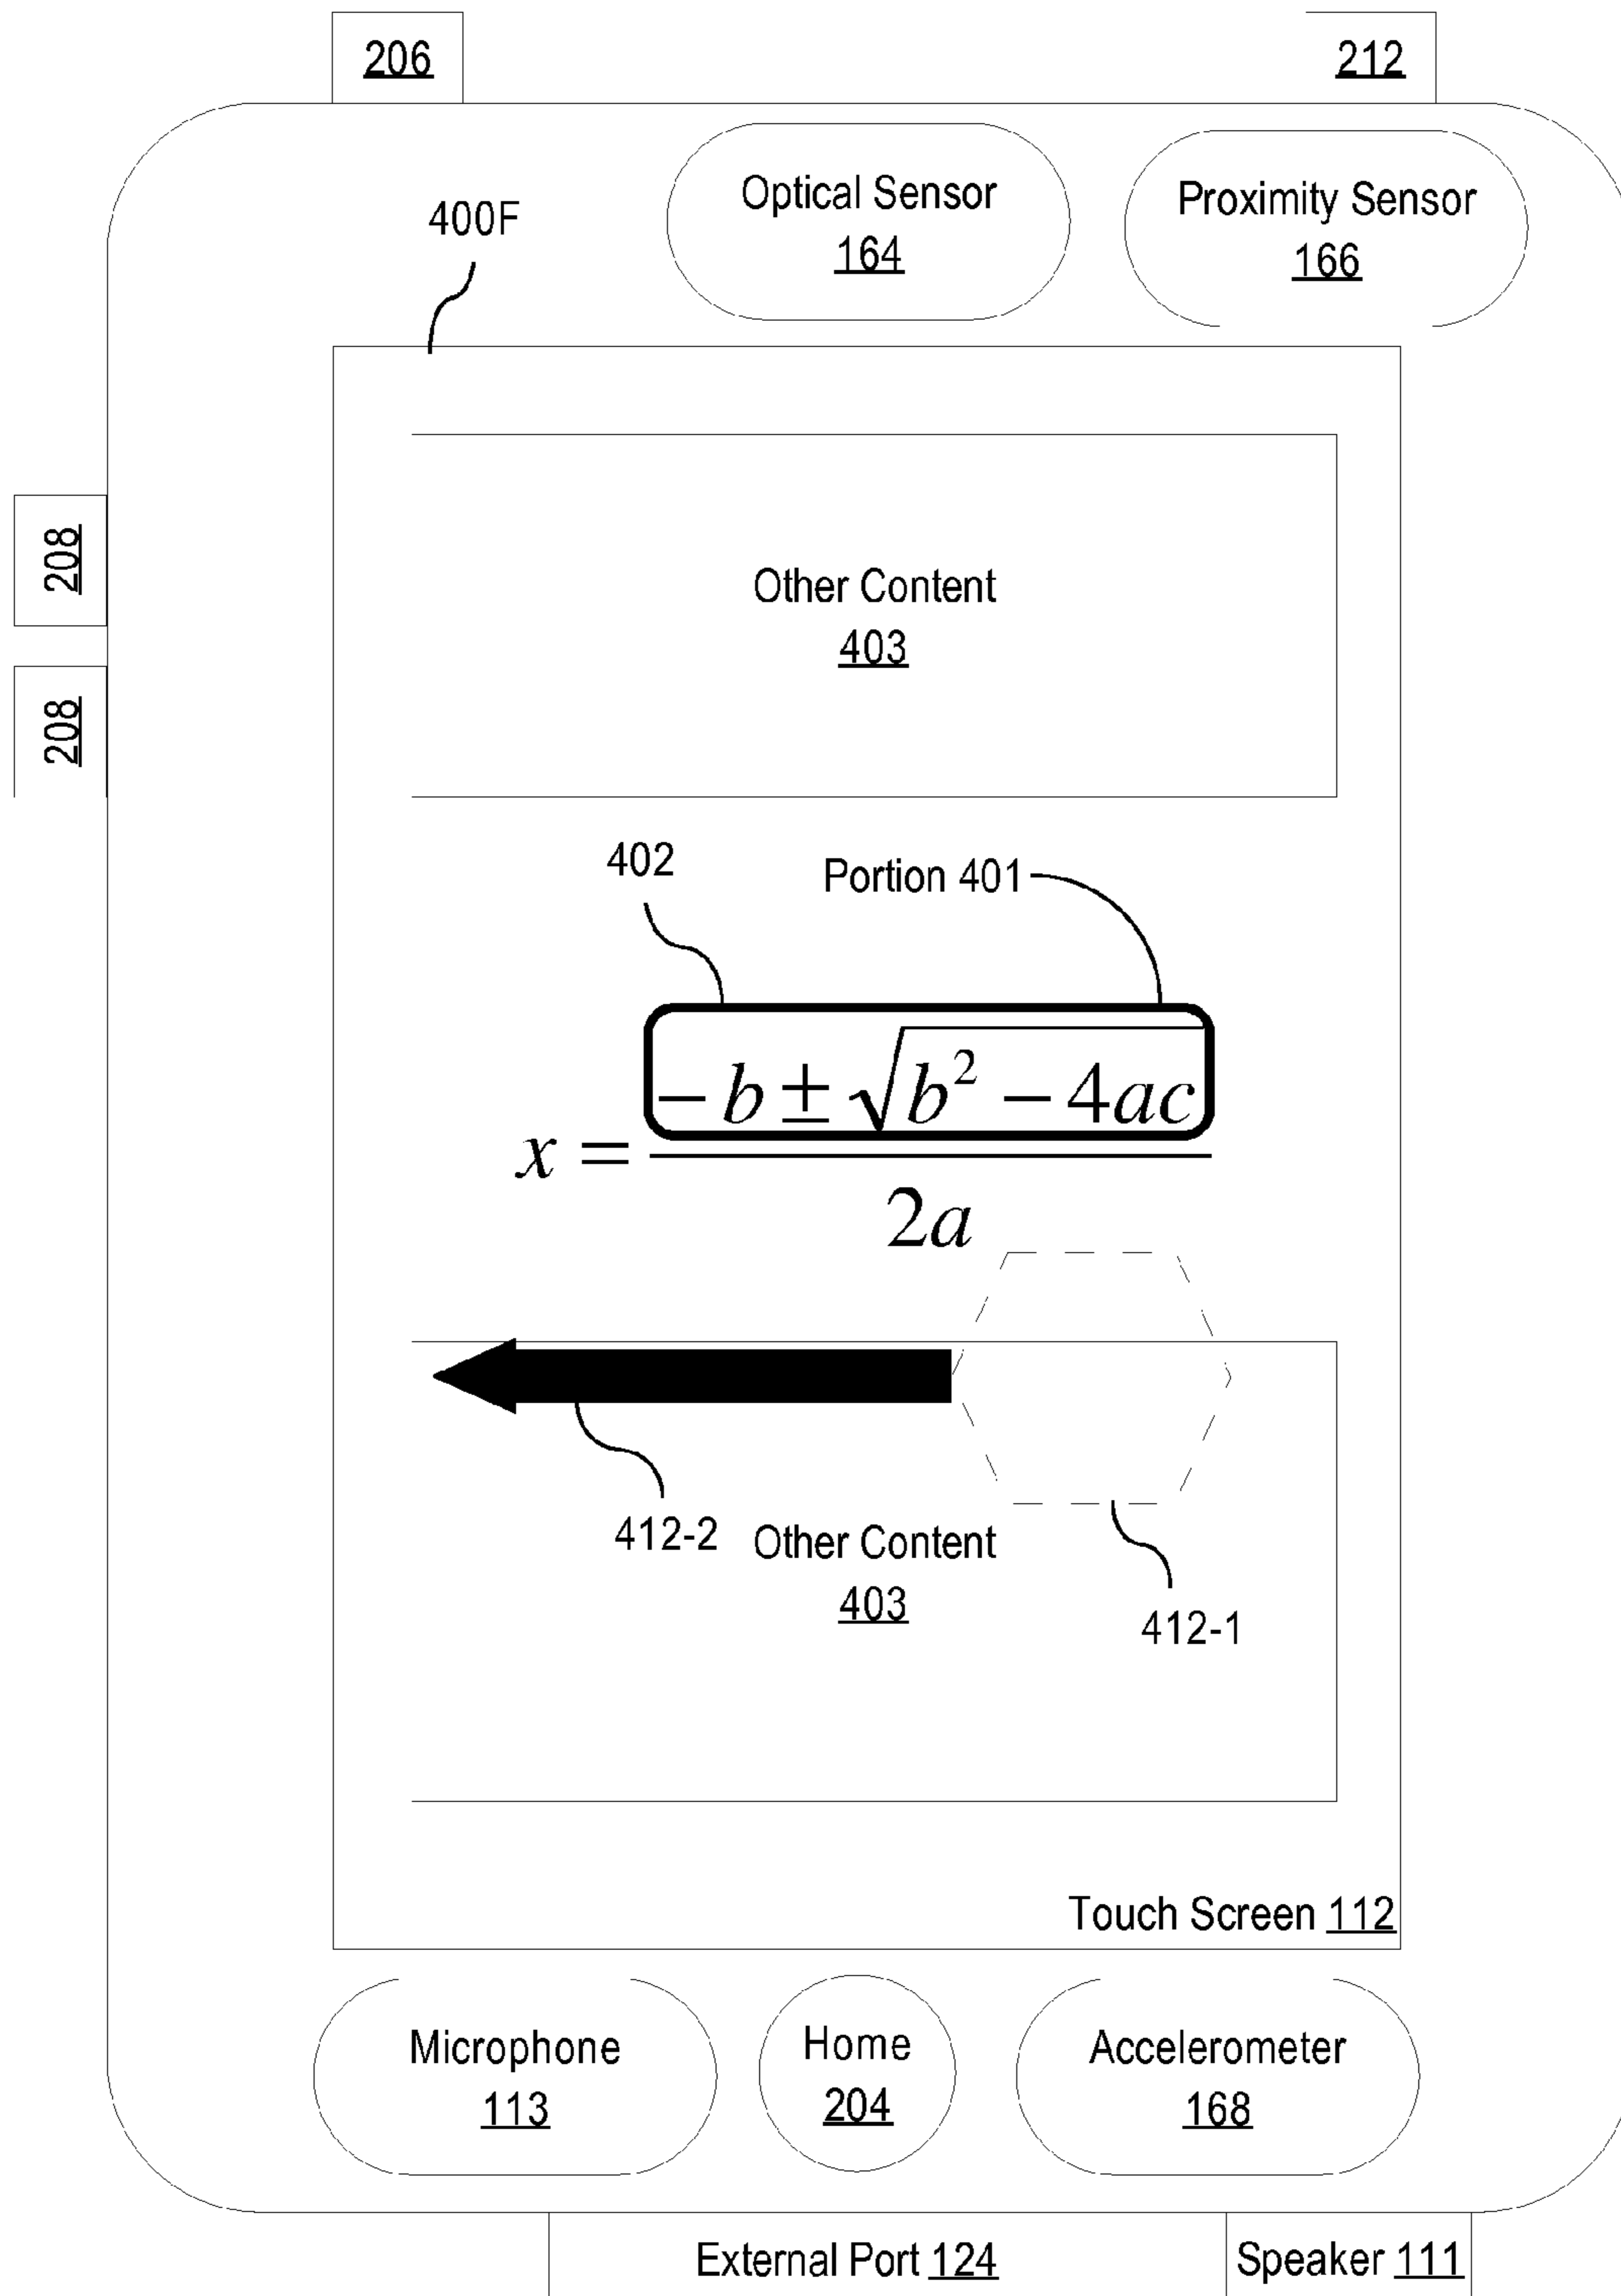 206
212
Optical Sensor
164
Proximity Sensor
166
400F
208
208
Other Content
403
402
Portion 401
x = −b ± √b² − 4ac
2a
412-2
Other Content
403
412-1
Touch Screen 112
Microphone
113
Home
204
Accelerometer
168
External Port 124
Speaker 111